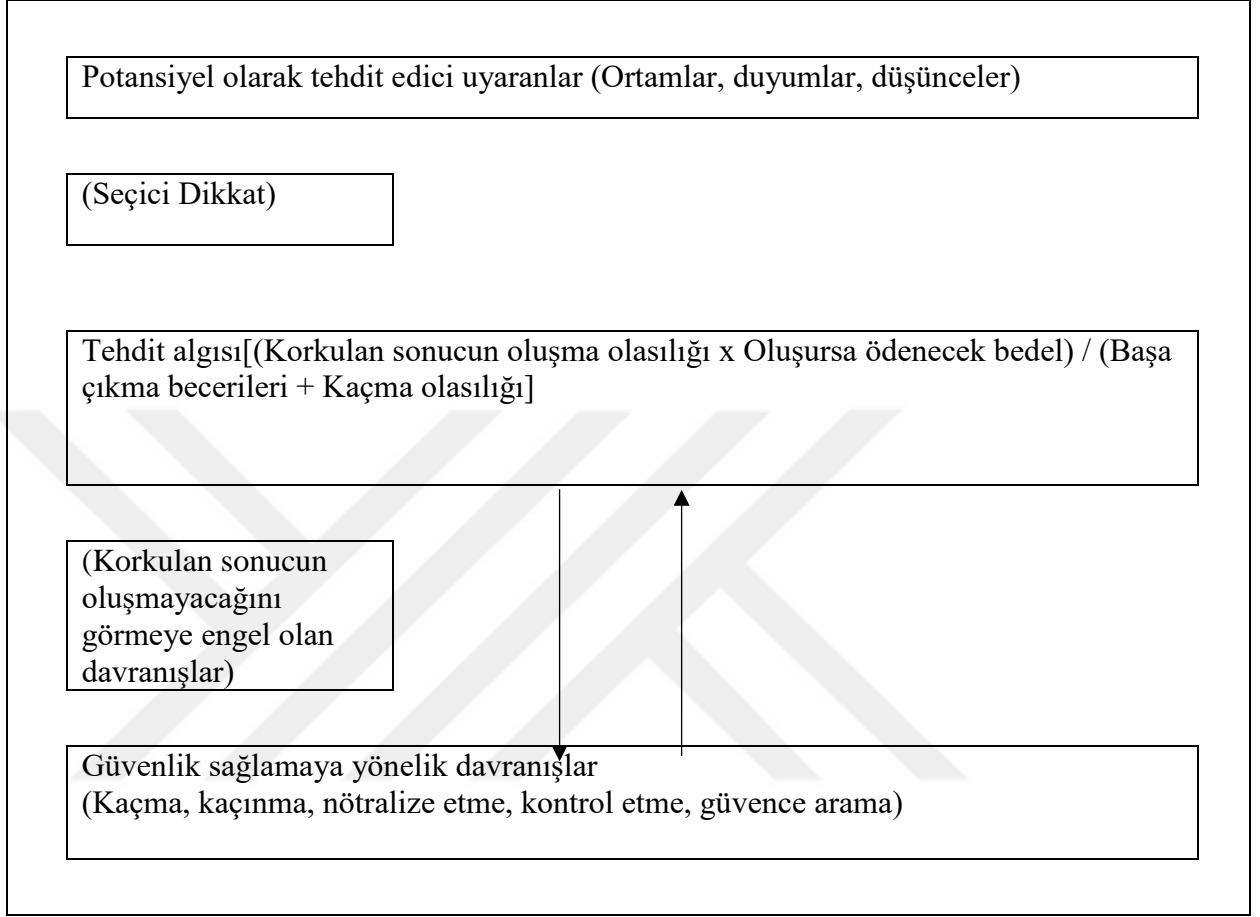 Potansiyel olarak tehdit edici uyaranlar (Ortamlar, duyumlar, düşünceler)
(Seçici Dikkat)
Tehdit algısı[(Korkulan sonucun oluşma olasılığı x Oluşursa ödenecek bedel) / (Başa
çıkma becerileri + Kaçma olasılığı]
(Korkulan sonucun
oluşmayacağını
görmeye engel olan
davranışlar)
Güvenlik sağlamaya yönelik davranışlar
(Kaçma, kaçınma, nötralize etme, kontrol etme, güvence arama)